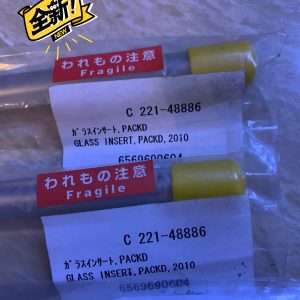 全新!
NEW
われもの注意
Fragile
C 221-48886
ガラスインサート,PACKD
GLASS INSERT,PACKD,2010
6569690604
われもの注意
Fragile
C 221-48886
ガラスインサート,PACKD
GLASS INSERT,PACKD,2010
6569690604